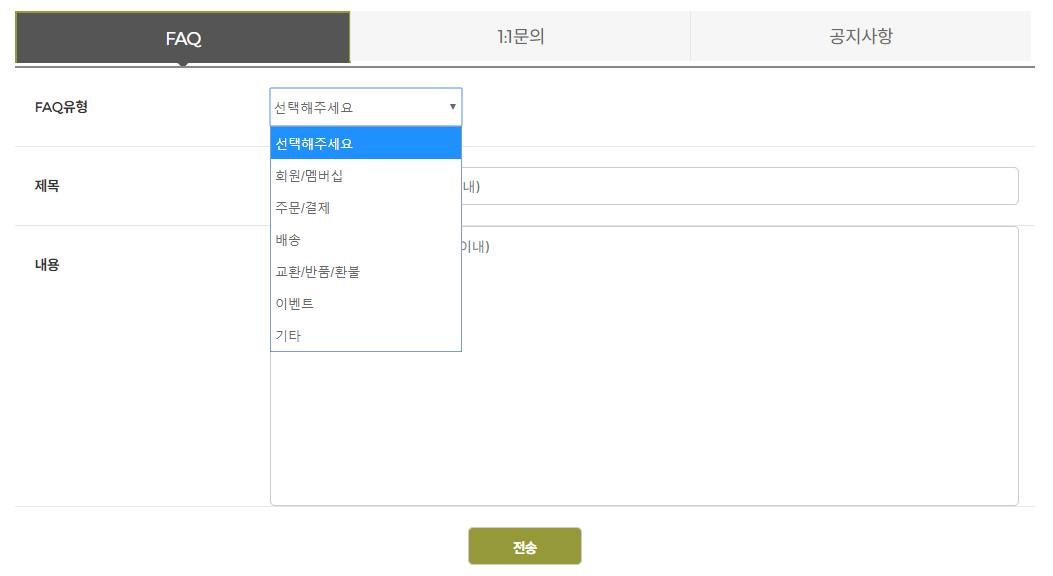 FAQ
1:1문의
공지사항
FAQ유형
선택해주세요
선택해주세요
회원/멤버십
주문/결제
배송
교환/반품/환불
이벤트
기타
제목
내)
내용
이내)
전송